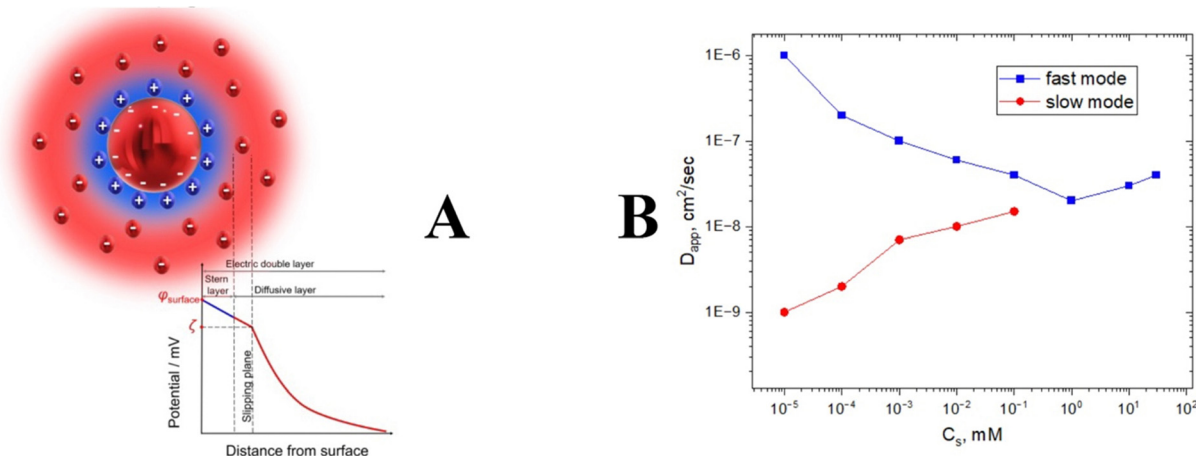 A
Electric double layer
Stern
layer
Diffusive layer
φsurface
ζ
Potential / mV
Slipping plane
Distance from surface
B
1E-6
1E-7
1E-8
1E-9
Dapp, cm²/sec
fast mode
slow mode
10⁻⁵ 10⁻⁴ 10⁻³ 10⁻² 10⁻¹ 10⁰ 10¹ 10²
Cs, mM